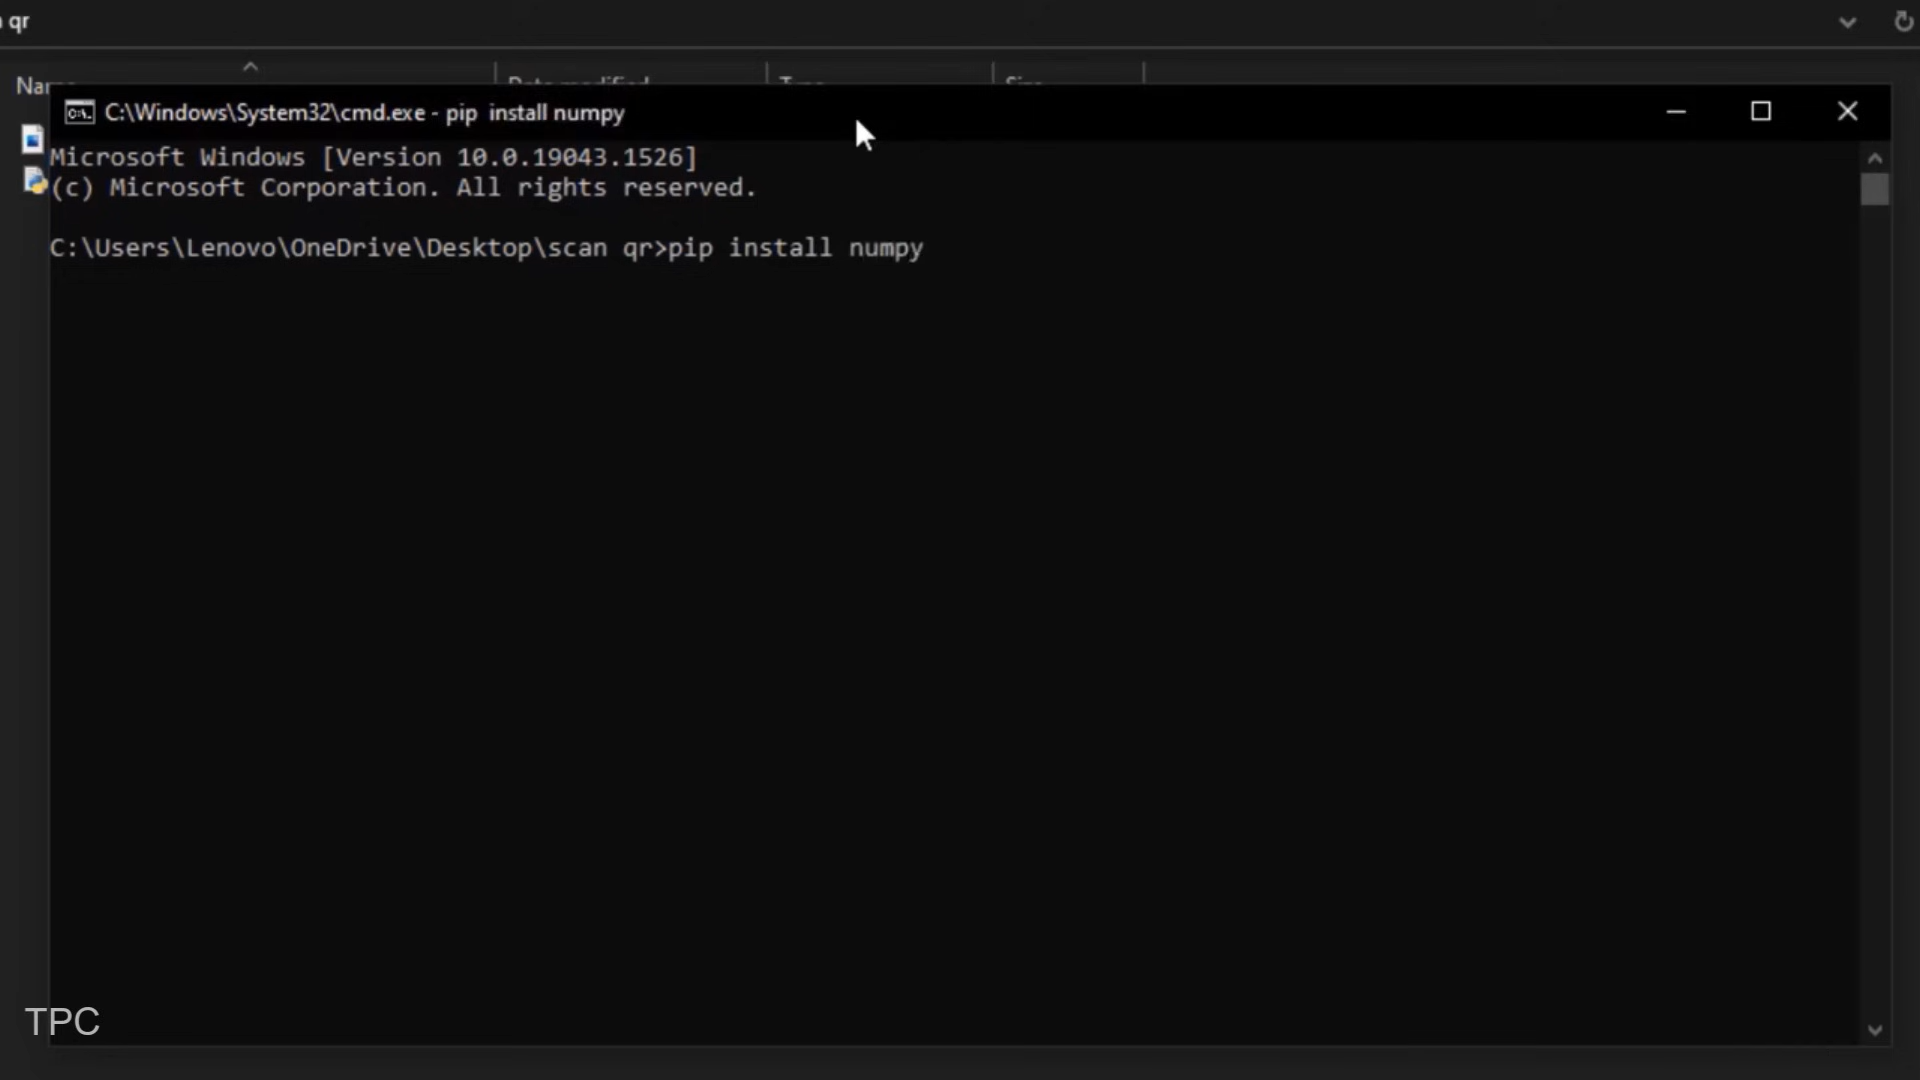 qr
C:\Windows\System32\cmd.exe - pip  install numpy
Microsoft Windows [Version 10.0.19043.1526]
(c) Microsoft Corporation. All rights reserved.
C:\Users\Lenovo\OneDrive\Desktop\scan qr>pip install numpy
TPC